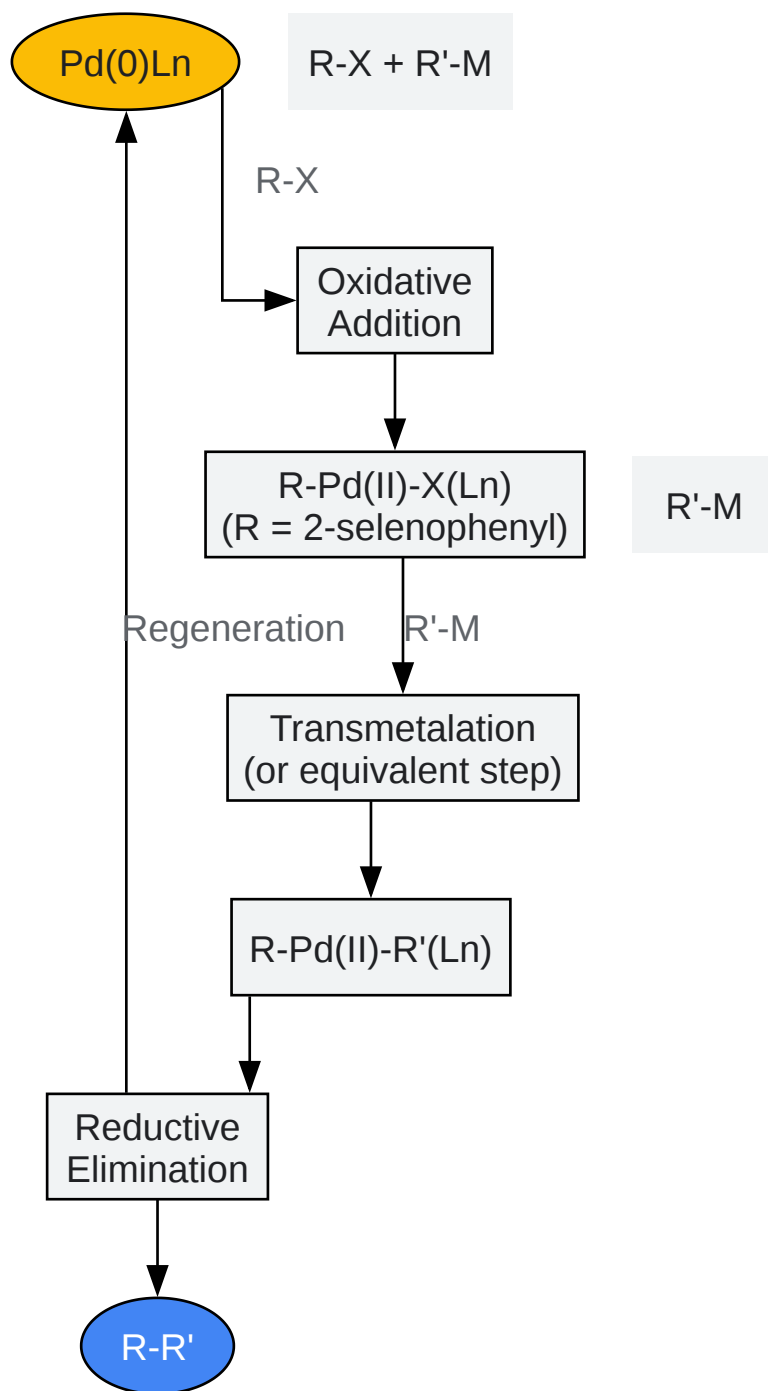 Pd(0)Ln
R-X + R'-M
R-X
Oxidative
Addition
R-Pd(II)-X(Ln)
(R = 2-selenophenyl)
R'-M
Regeneration
R'-M
Transmetalation
(or equivalent step)
R-Pd(II)-R'(Ln)
Reductive
Elimination
R-R'